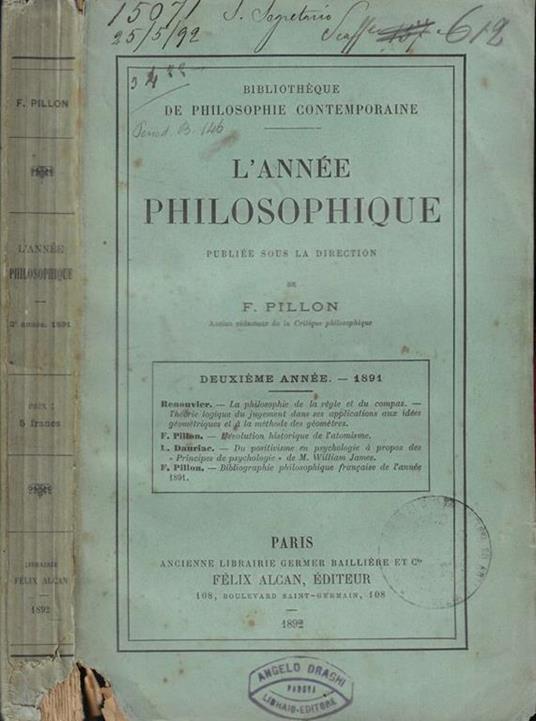 F. PILLON
L'ANNÉE
PHILOSOPHIQUE
2e année. 1891
PRIX :
5 francs
LIBRAIRIE
FÉLIX ALCAN
1892
15071
25/5/92
S. Segretario
612
3
Period. B. 146
BIBLIOTHÈQUE
DE PHILOSOPHIE CONTEMPORAINE
L'ANNÉE
PHILOSOPHIQUE
PUBLIÉE SOUS LA DIRECTION
DE
F. PILLON
Ancien rédacteur de la Critique philosophique
DEUXIÈME ANNÉE. — 1891
Renouvier. — La philosophie de la règle et du compas. —
Théorie logique du jugement dans ses applications aux idées
géométriques et à la méthode des géomètres.
F. Pillon. — L'évolution historique de l'atomisme.
L. Dauriac. — Du positivisme en psychologie à propos des
« Principes de psychologie » de M. William James.
F. Pillon. — Bibliographie philosophique française de l'année
1891.
PARIS
ANCIENNE LIBRAIRIE GERMER BAILLIÈRE ET Cie
FÉLIX ALCAN, ÉDITEUR
108, BOULEVARD SAINT-GERMAIN, 108
1892
ANGELO DRAGHI
PADOVA
LIBRAIO-EDITORE